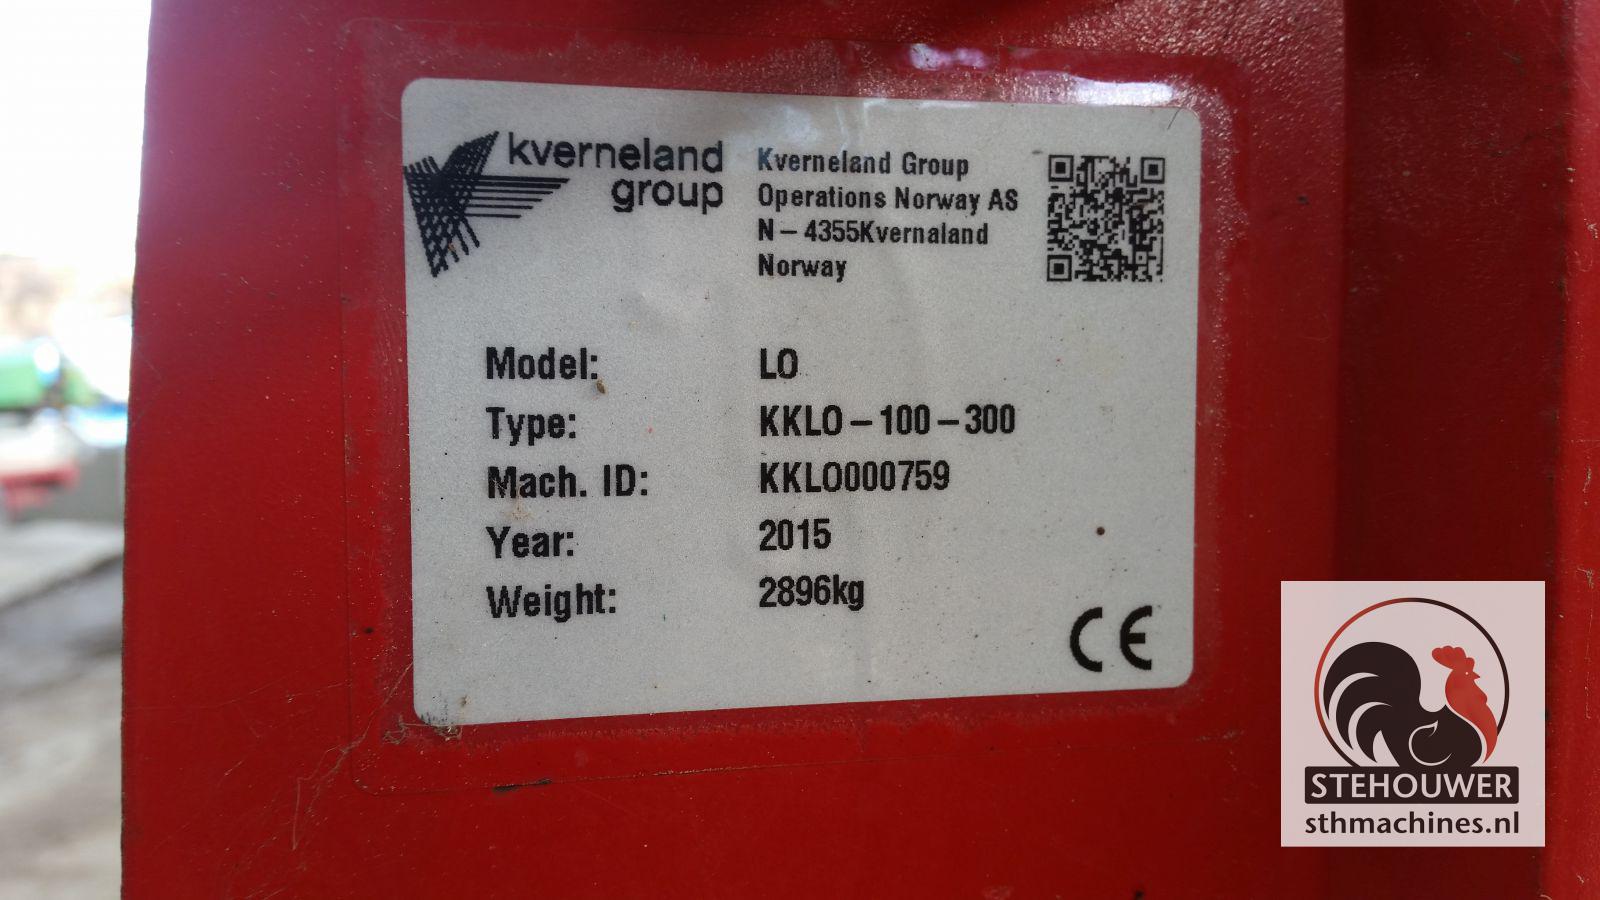 kverneland
group
Kverneland Group
Operations Norway AS
N – 4355Kvernaland
Norway
Model: LO
Type: KKLO – 100 – 300
Mach. ID: KKLO000759
Year: 2015
Weight: 2896kg
CE
STEHOUWER
sthmachines.nl